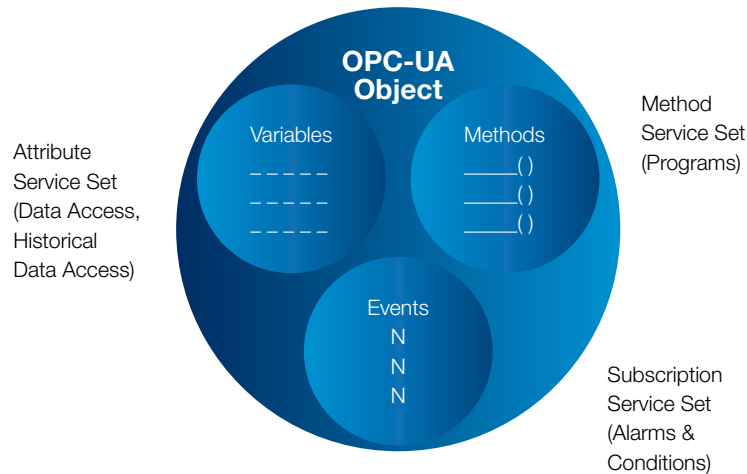 OPC-UA
Object
Variables
_ _ _ _ _
_ _ _ _ _
_ _ _ _ _
Methods
_____( )
_____( )
_____( )
Events
N
N
N
Attribute
Service Set
(Data Access,
Historical
Data Access)
Method
Service Set
(Programs)
Subscription
Service Set
(Alarms &
Conditions)